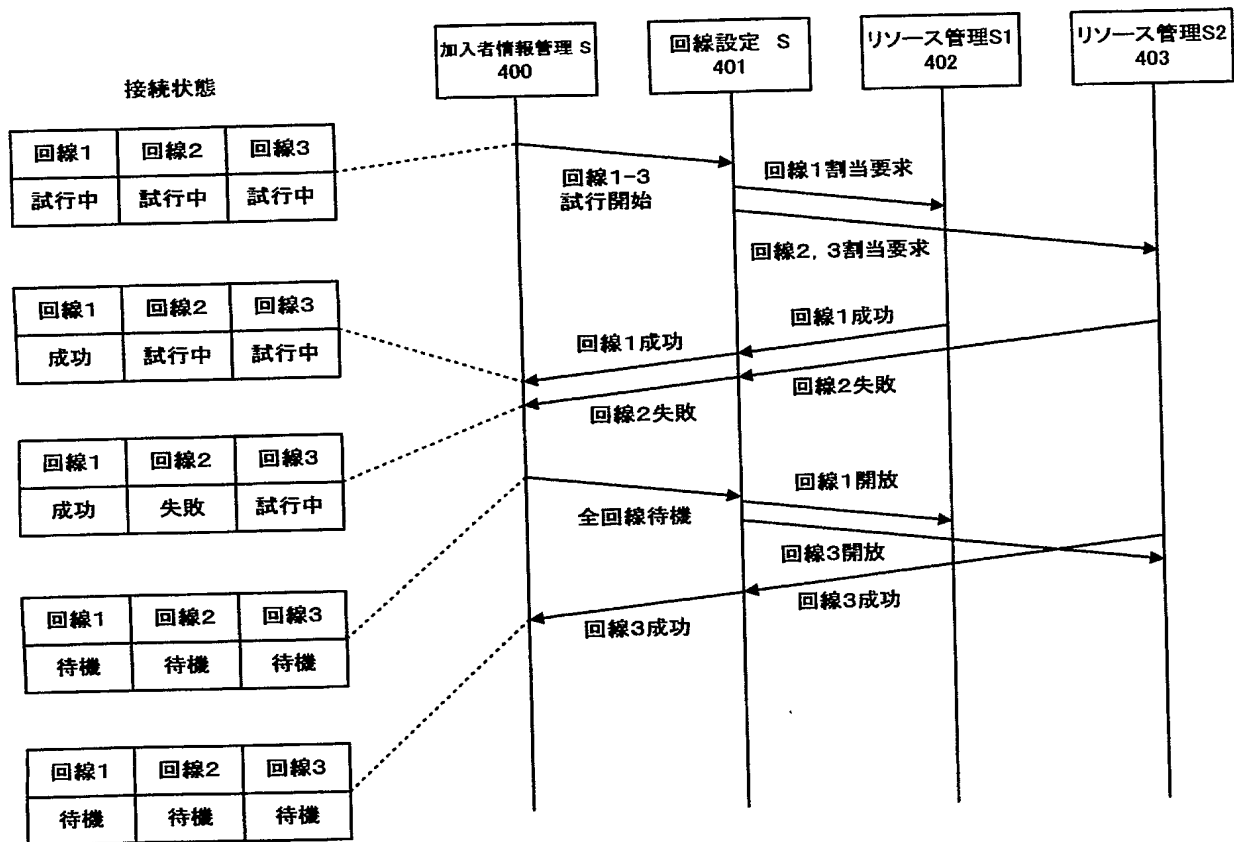 加入者情報管理 S
400
回線設定 S
401
リソース管理S1
402
リソース管理S2
403
接続状態
回線1 回線2 回線3
試行中 試行中 試行中
回線1-3
試行開始
回線1割当要求
回線2, 3割当要求
回線1 回線2 回線3
成功 試行中 試行中
回線1成功
回線1成功
回線2失敗
回線2失敗
回線1 回線2 回線3
成功 失敗 試行中
全回線待機
回線1開放
回線3開放
回線3成功
回線3成功
回線1 回線2 回線3
待機 待機 待機
回線1 回線2 回線3
待機 待機 待機